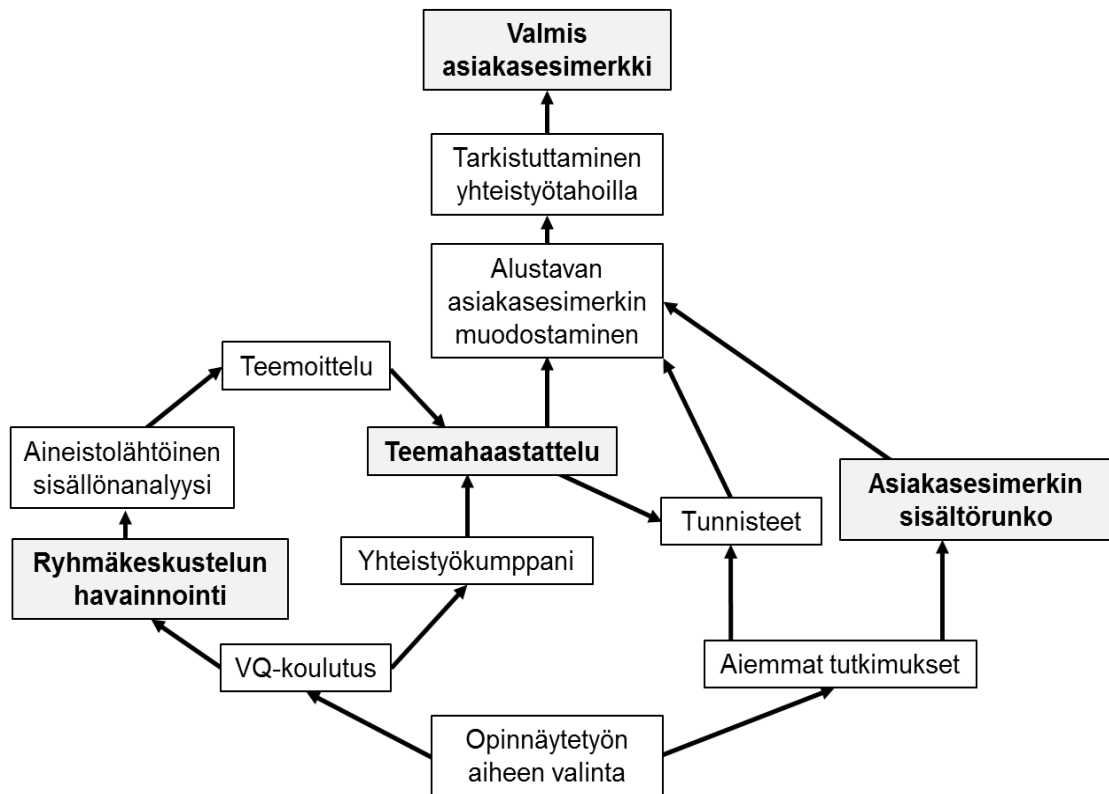 Valmis
asiakasesimerkki
Tarkistuttaminen
yhteistyötahoilla
Alustavan
asiakasesimerkin
muodostaminen
Teemoittelu
Aineistolähtöinen
sisällönanalyysi
Teemahaastattelu
Asiakasesimerkin
sisältörunko
Tunnisteet
Ryhmäkeskustelun
havainnointi
Yhteistyökumppani
VQ-koulutus
Aiemmat tutkimukset
Opinnäytetyön
aiheen valinta